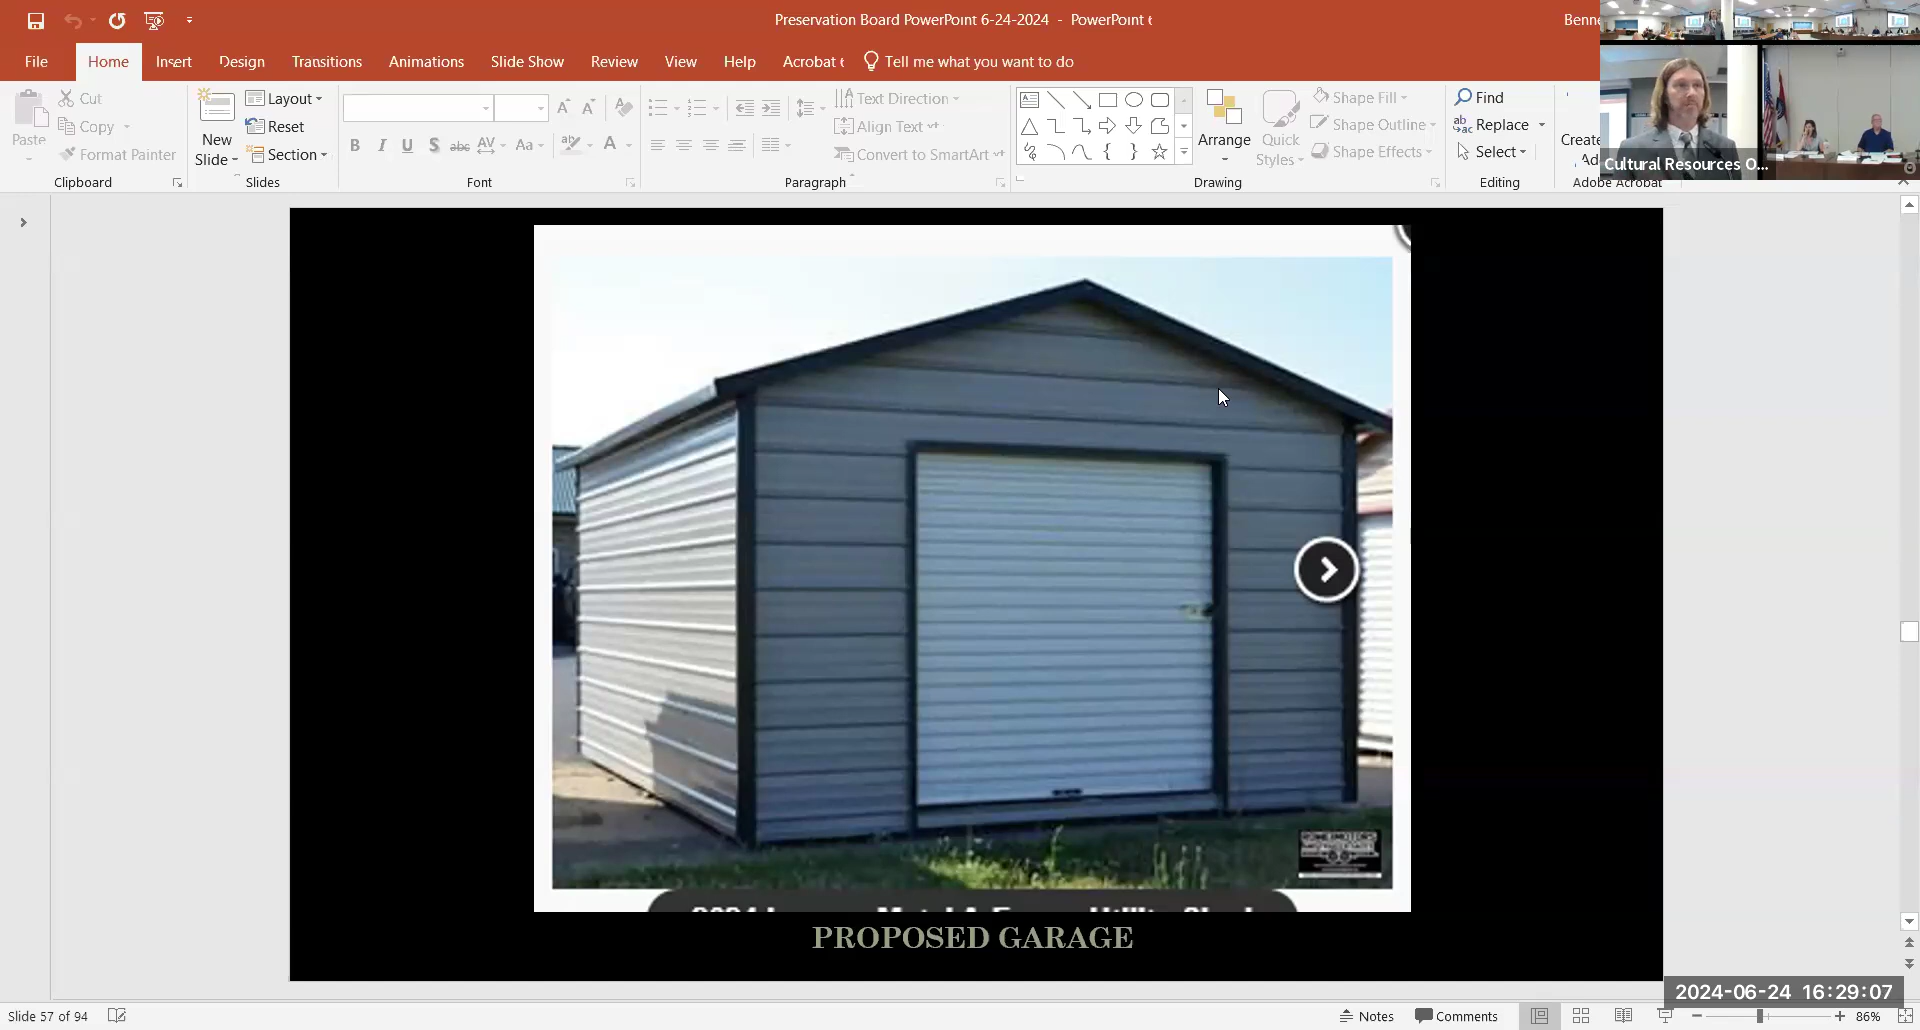 Preservation Board PowerPoint 6-24-2024 - PowerPoint
File Home Insert Design Transitions Animations Slide Show Review View Help Acrobat Tell me what you want to do
Cut
Copy
Format Painter
Paste
Clipboard
New
Slide
Layout
Reset
Section
Slides
Font
Text Direction
Align Text
Convert to SmartArt
Paragraph
Arrange
Quick
Styles
Shape Fill
Shape Outline
Shape Effects
Drawing
Find
Replace
Select
Editing
Adobe Acrobat
Cultural Resources O...
PROPOSED GARAGE
2024-06-24 16:29:07
Slide 57 of 94
Notes Comments 86%